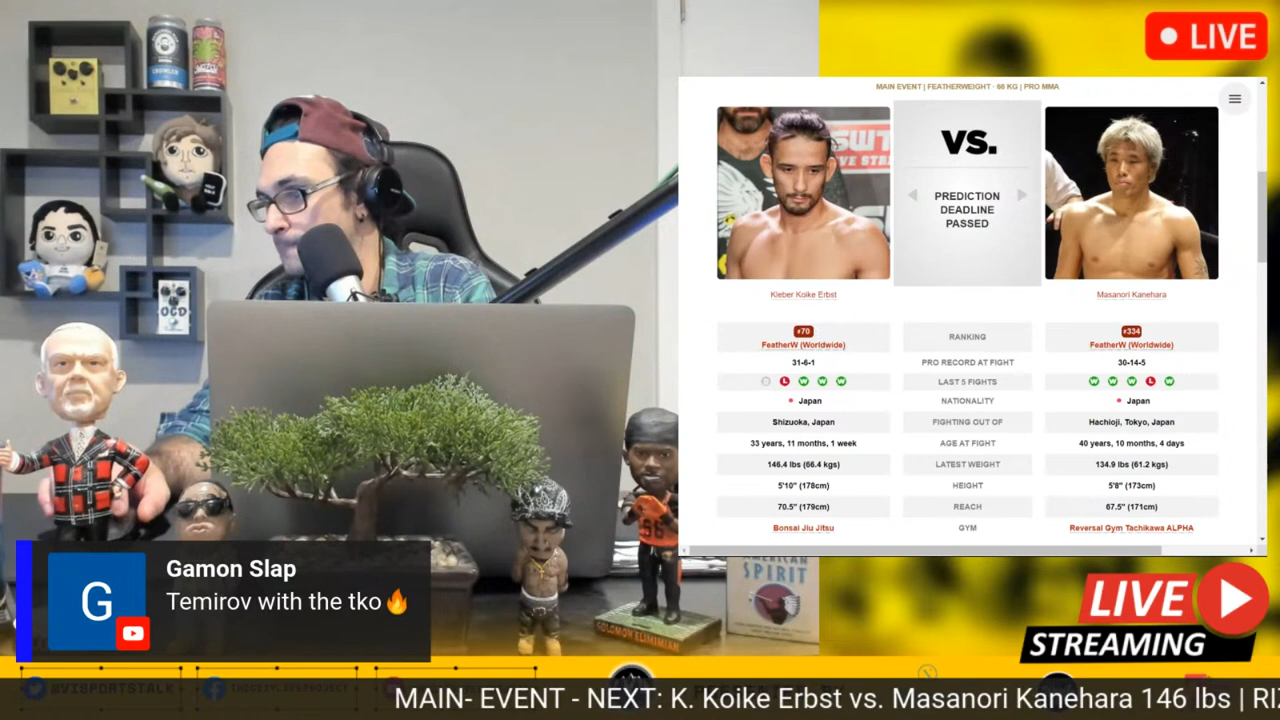 LIVE
MAIN EVENT | FEATHERWEIGHT · 66 KG | PRO MMA
VS.
PREDICTION
DEADLINE
PASSED
Kleber Koike Erbst
Masanori Kanehara
#70
FeatherW (Worldwide)
RANKING
#334
FeatherW (Worldwide)
31-6-1
PRO RECORD AT FIGHT
30-14-5
L W W W
LAST 5 FIGHTS
W W W L W
Japan
NATIONALITY
Japan
Shizuoka, Japan
FIGHTING OUT OF
Hachioji, Tokyo, Japan
33 years, 11 months, 1 week
AGE AT FIGHT
40 years, 10 months, 4 days
146.4 lbs (66.4 kgs)
LATEST WEIGHT
134.9 lbs (61.2 kgs)
5'10" (178cm)
HEIGHT
5'8" (173cm)
70.5" (179cm)
REACH
67.5" (171cm)
Bonsai Jiu Jitsu
GYM
Reversal Gym Tachikawa ALPHA
OCD
G
Gamon Slap
Temirov with the tko🔥
SOLOMON ELIMIMIAN
AMERICAN
SPIRIT
LIVE
STREAMING
@VISPORTSTALK
MAIN- EVENT - NEXT: K. Koike Erbst vs. Masanori Kanehara 146 lbs | RIZ